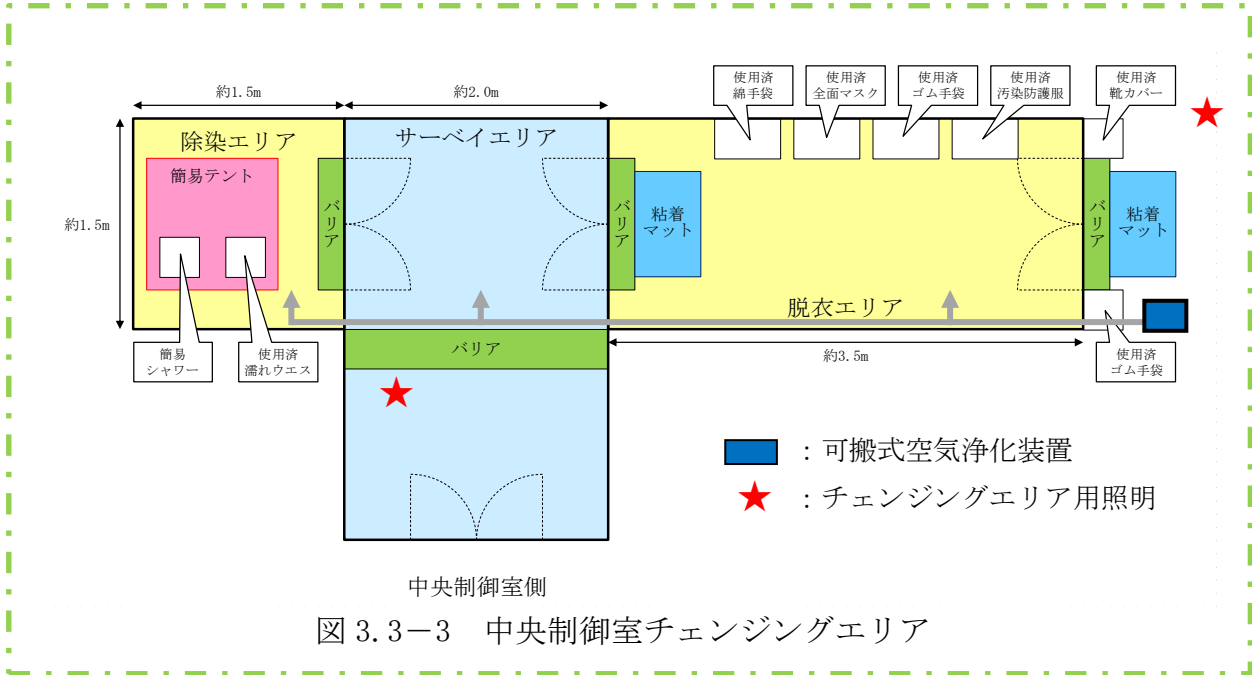 使用済
綿手袋
使用済
全面マスク
使用済
ゴム手袋
使用済
汚染防護服
使用済
靴カバー
約1.5m
約2.0m
除染エリア
サーベイエリア
簡易テント
約1.5m
バリア
バリア
粘着
マット
バリア
粘着
マット
脱衣エリア
簡易
シャワー
使用済
濡れウエス
バリア
約3.5m
使用済
ゴム手袋
:可搬式空気浄化装置
:チェンジングエリア用照明
中央制御室側
図 3.3-3 中央制御室チェンジングエリア